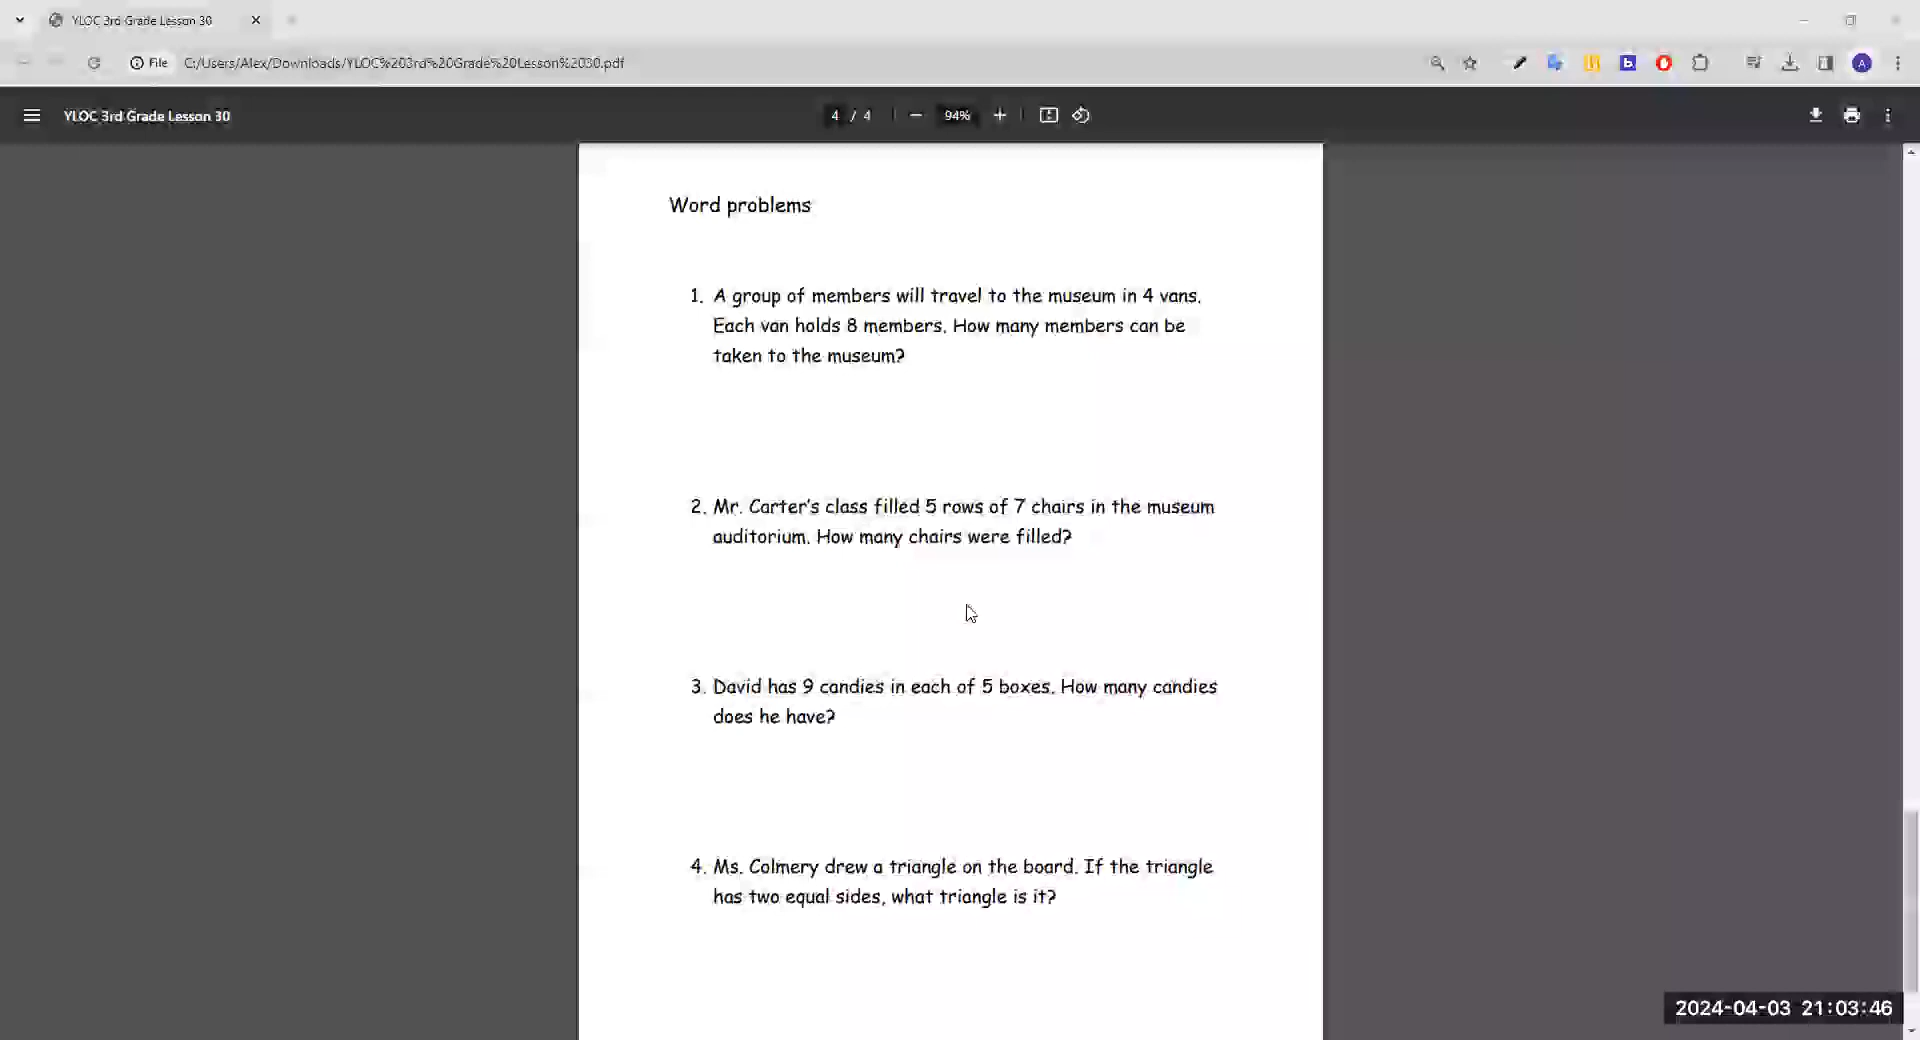 YLOC 3rd Grade Lesson 30
File C:/Users/Alex/Downloads/YLOC%203rd%20Grade%20Lesson%2030.pdf
A
YLOC 3rd Grade Lesson 30 4 / 4 94%
Word problems
1. A group of members will travel to the museum in 4 vans.
Each van holds 8 members. How many members can be
taken to the museum?
2. Mr. Carter's class filled 5 rows of 7 chairs in the museum
auditorium. How many chairs were filled?
3. David has 9 candies in each of 5 boxes. How many candies
does he have?
4. Ms. Colmery drew a triangle on the board. If the triangle
has two equal sides, what triangle is it?
2024-04-03 21:03:46